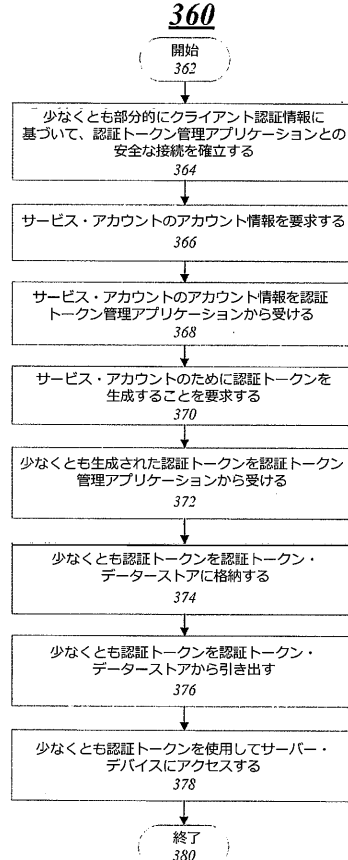 360
開始
362
少なくとも部分的にクライアント認証情報に
基づいて、認証トークン管理アプリケーションとの
安全な接続を確立する
364
サービス・アカウントのアカウント情報を要求する
366
サービス・アカウントのアカウント情報を認証
トークン管理アプリケーションから受ける
368
サービス・アカウントのために認証トークンを
生成することを要求する
370
少なくとも生成された認証トークンを認証トークン
管理アプリケーションから受ける
372
少なくとも認証トークンを認証トークン・
データーストアに格納する
374
少なくとも認証トークンを認証トークン・
データーストアから引き出す
376
少なくとも認証トークンを使用してサーバー・
デバイスにアクセスする
378
終了
380